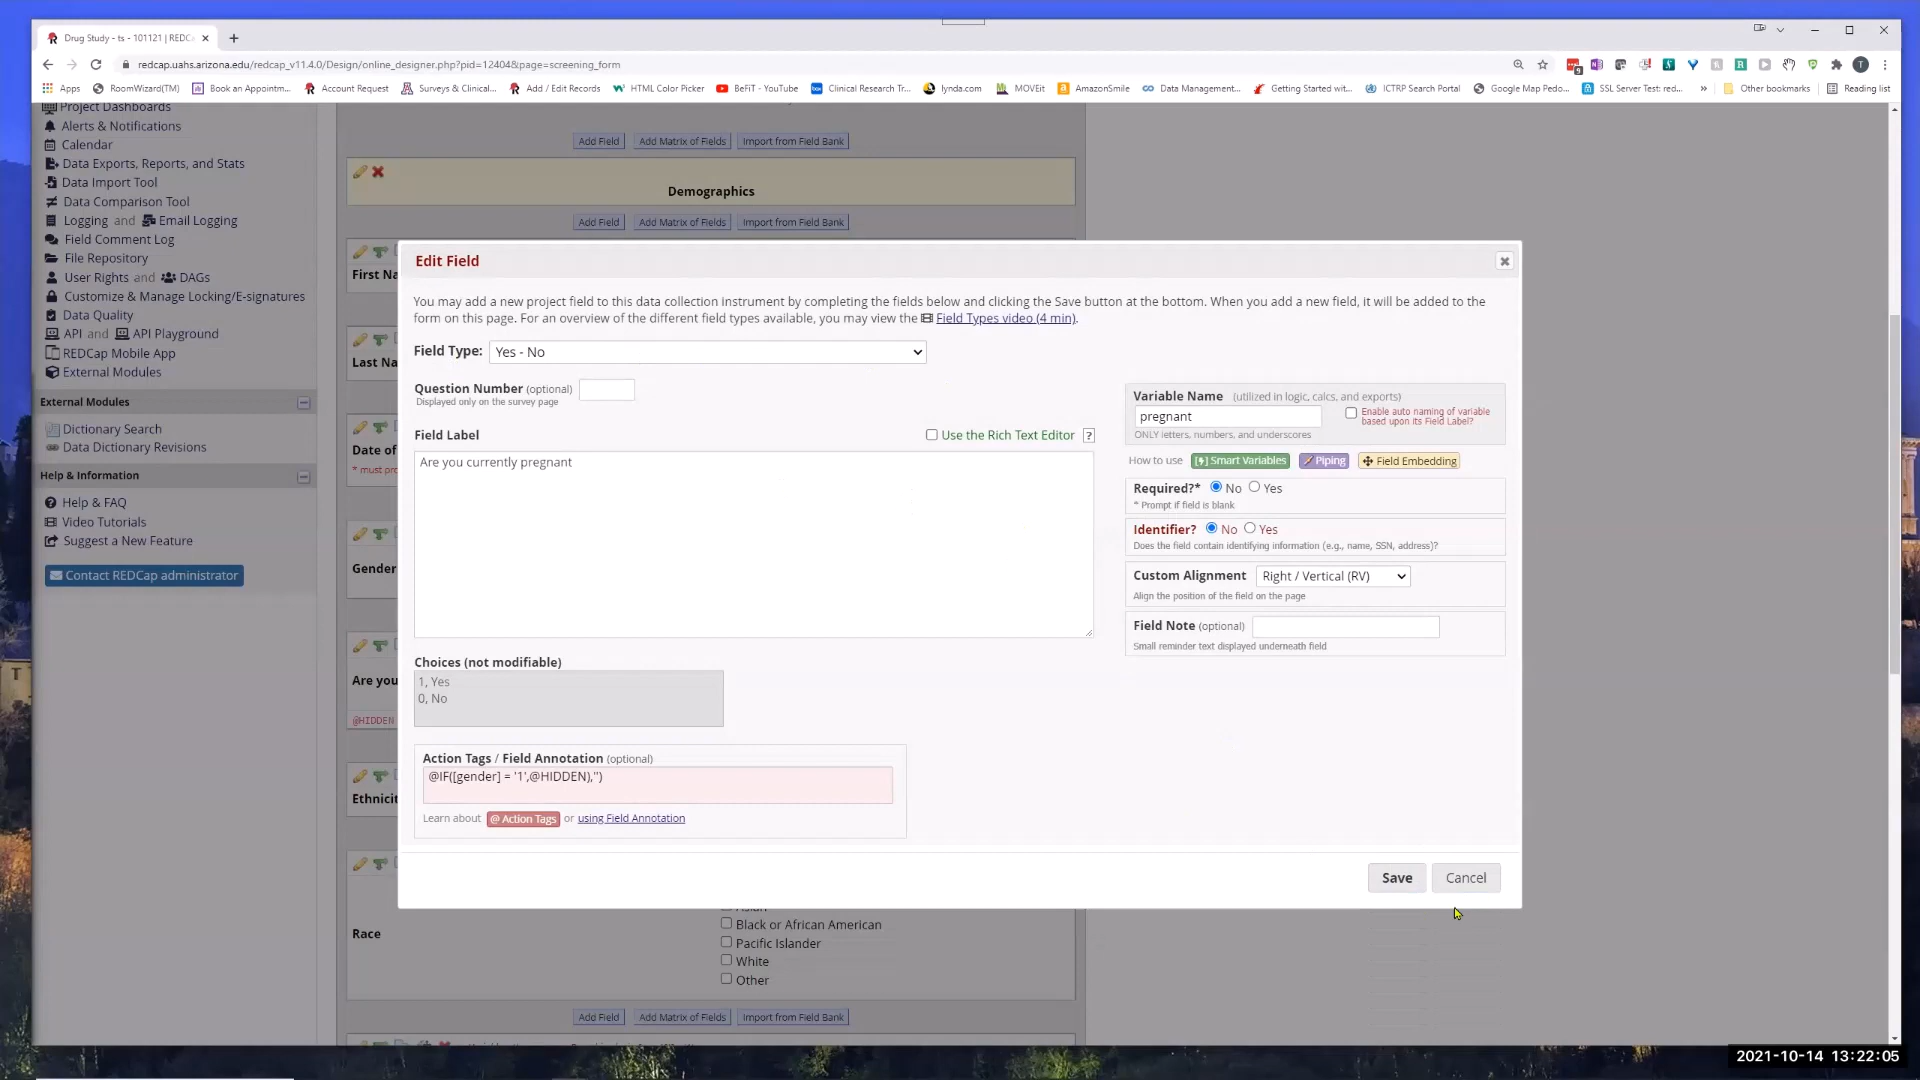 Drug Study - ts - 101121 | REDC
redcap.uahs.arizona.edu/redcap_v11.4.0/Design/online_designer.php?pid=12404&page=screening_form
Apps RoomWizard(TM) Book an Appointm... Account Request Surveys & Clinical... Add / Edit Records HTML Color Picker BeFiT - YouTube Clinical Research Tr... lynda.com MOVEit AmazonSmile Data Management... Getting Started wit... ICTRP Search Portal Google Map Pedo... SSL Server Test: red... » Other bookmarks Reading list
Project Dashboards
Alerts & Notifications
Calendar
Data Exports, Reports, and Stats
Data Import Tool
Data Comparison Tool
Logging and Email Logging
Field Comment Log
File Repository
User Rights and DAGs
Customize & Manage Locking/E-signatures
Data Quality
API and API Playground
REDCap Mobile App
External Modules
External Modules
Dictionary Search
Data Dictionary Revisions
Help & Information
Help & FAQ
Video Tutorials
Suggest a New Feature
Contact REDCap administrator
Add Field Add Matrix of Fields Import from Field Bank
Demographics
Add Field Add Matrix of Fields Import from Field Bank
First Na
Last Na
Date of
* must pro
Gender
Are you
@HIDDEN
Ethnicit
Edit Field
You may add a new project field to this data collection instrument by completing the fields below and clicking the Save button at the bottom. When you add a new field, it will be added to the
form on this page. For an overview of the different field types available, you may view the Field Types video (4 min).
Field Type: Yes - No
Question Number (optional)
Displayed only on the survey page
Field Label
Use the Rich Text Editor ?
Are you currently pregnant
Choices (not modifiable)
1, Yes
0, No
Action Tags / Field Annotation (optional)
@IF([gender] = '1',@HIDDEN),'')
Learn about @ Action Tags or using Field Annotation
Variable Name (utilized in logic, calcs, and exports)
pregnant
Enable auto naming of variable
based upon its Field Label?
ONLY letters, numbers, and underscores
How to use Smart Variables Piping Field Embedding
Required?* No Yes
* Prompt if field is blank
Identifier? No Yes
Does the field contain identifying information (e.g., name, SSN, address)?
Custom Alignment Right / Vertical (RV)
Align the position of the field on the page
Field Note (optional)
Small reminder text displayed underneath field
Save Cancel
Race
Asian
Black or African American
Pacific Islander
White
Other
Add Field Add Matrix of Fields Import from Field Bank
2021-10-14 13:22:05